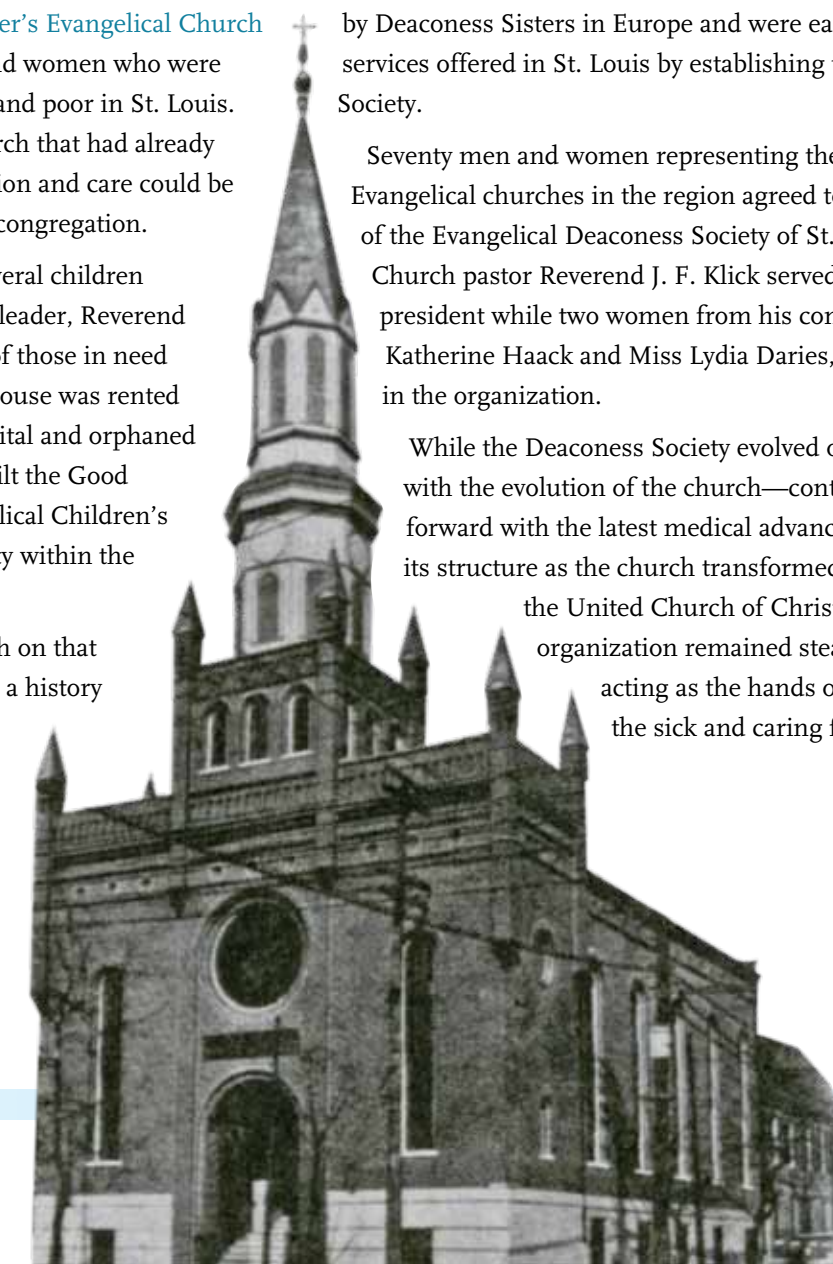 er’s Evangelical Church
nd women who were
and poor in St. Louis.
rch that had already
ion and care could be
congregation.
veral children
leader, Reverend
of those in need
ouse was rented
ital and orphaned
ilt the Good
lical Children’s
ty within the
h on that
a history
by Deaconess Sisters in Europe and were ea
services offered in St. Louis by establishing
Society.
Seventy men and women representing the
Evangelical churches in the region agreed to
of the Evangelical Deaconess Society of St.
Church pastor Reverend J. F. Klick served
president while two women from his con
Katherine Haack and Miss Lydia Daries,
in the organization.
While the Deaconess Society evolved o
with the evolution of the church—cont
forward with the latest medical advanc
its structure as the church transformed
the United Church of Chris
organization remained stea
acting as the hands o
the sick and caring f